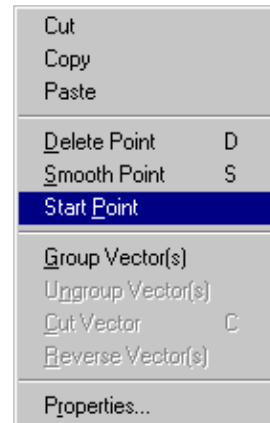 Cut
Copy
Paste
Delete Point D
Smooth Point S
Start Point
Group Vector(s)
Ungroup Vector(s)
Cut Vector C
Reverse Vector(s)
Properties...